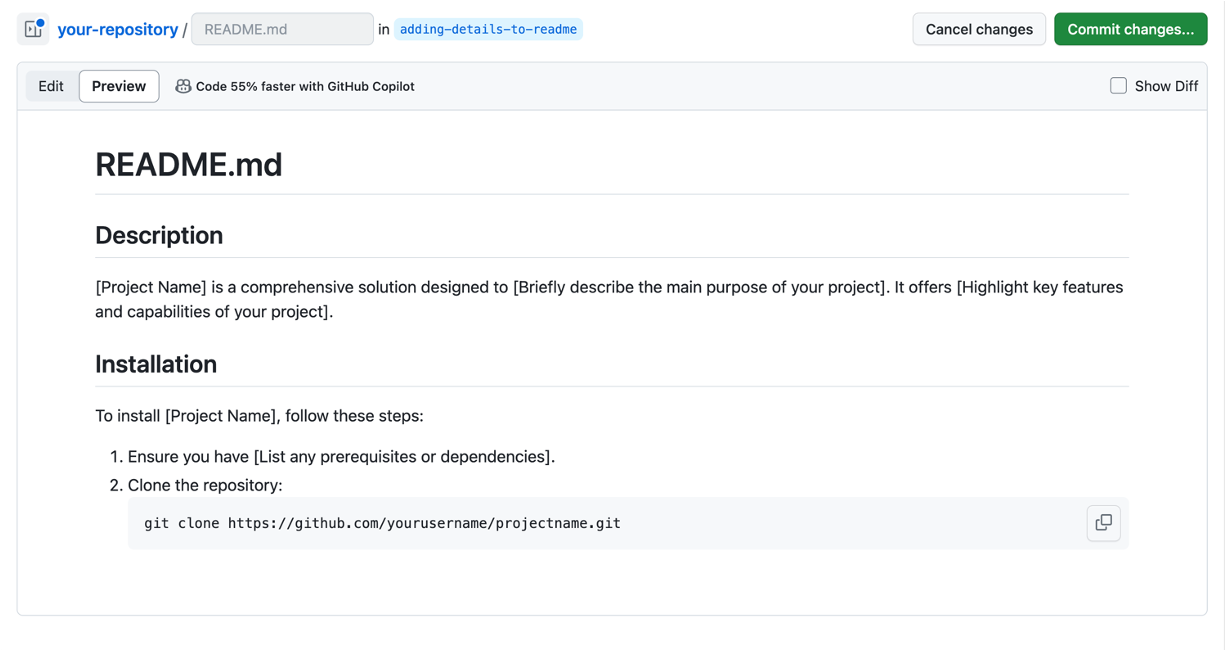 your-repository / README.md in adding-details-to-readme Cancel changes Commit changes...
Edit Preview Code 55% faster with GitHub Copilot Show Diff
README.md
Description
[Project Name] is a comprehensive solution designed to [Briefly describe the main purpose of your project]. It offers [Highlight key features
and capabilities of your project].
Installation
To install [Project Name], follow these steps:
1. Ensure you have [List any prerequisites or dependencies].
2. Clone the repository:
git clone https://github.com/yourusername/projectname.git